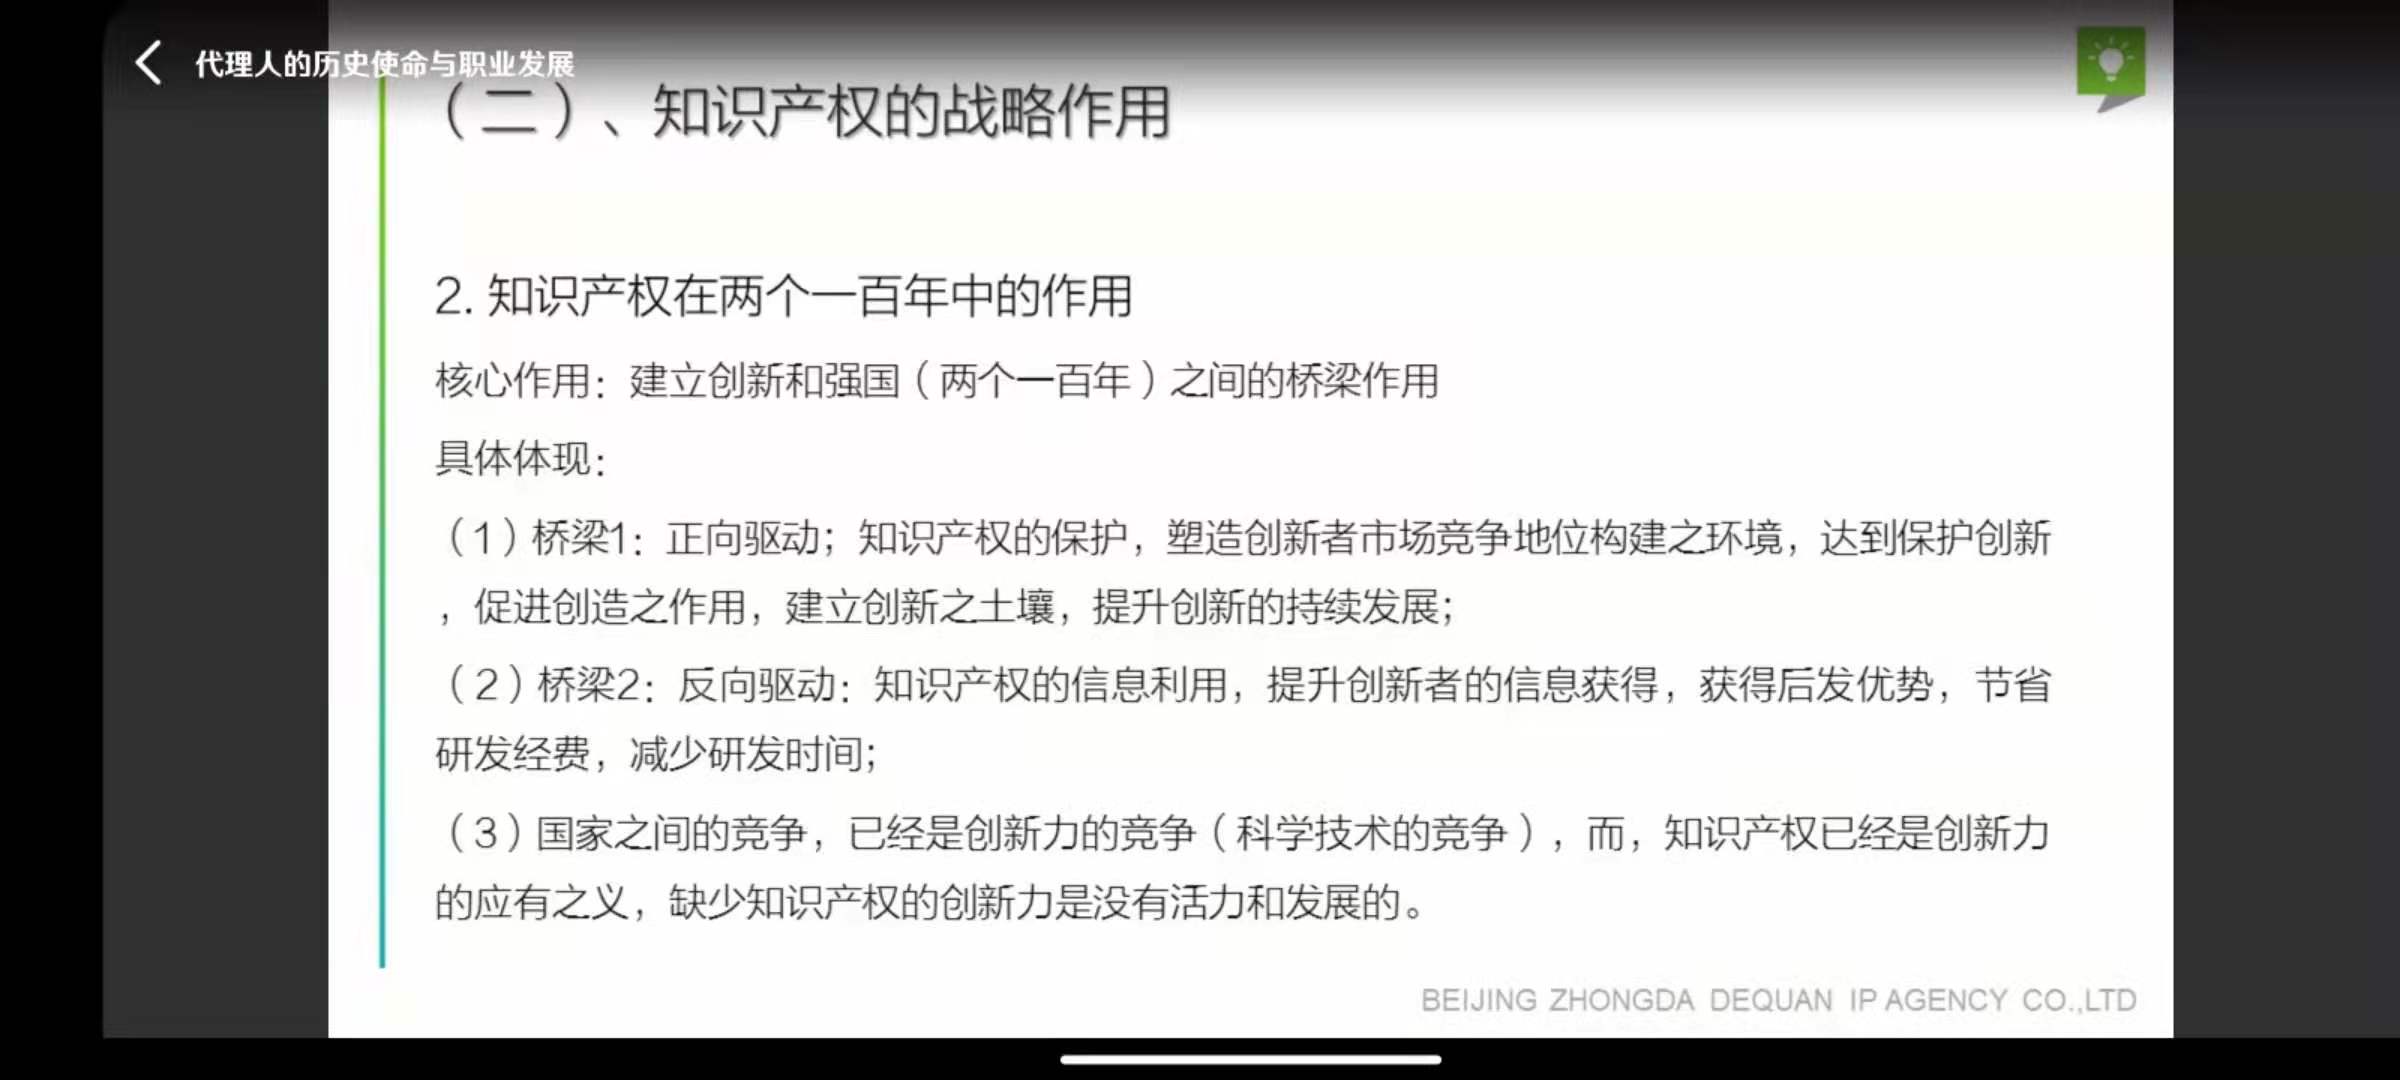 代理人的历史使命与职业发展
（二）、知识产权的战略作用
2. 知识产权在两个一百年中的作用
核心作用：建立创新和强国（两个一百年）之间的桥梁作用
具体体现：
（1）桥梁1：正向驱动；知识产权的保护，塑造创新者市场竞争地位构建之环境，达到保护创新
，促进创造之作用，建立创新之土壤，提升创新的持续发展；
（2）桥梁2：反向驱动：知识产权的信息利用，提升创新者的信息获得，获得后发优势，节省
研发经费，减少研发时间；
（3）国家之间的竞争，已经是创新力的竞争（科学技术的竞争），而，知识产权已经是创新力
的应有之义，缺少知识产权的创新力是没有活力和发展的。
BEIJING ZHONGDA DEQUAN IP AGENCY CO.,LTD